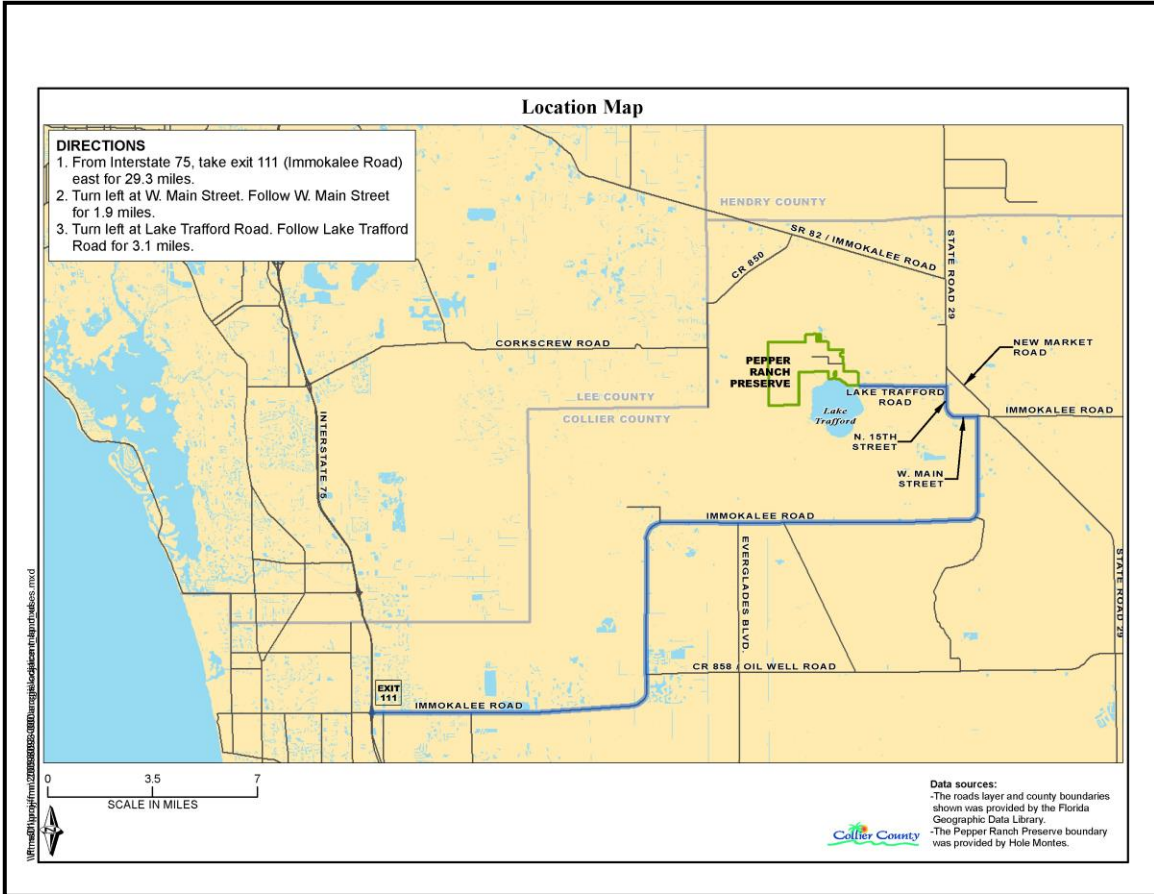 Location Map
DIRECTIONS
1. From Interstate 75, take exit 111 (Immokalee Road)
east for 29.3 miles.
2. Turn left at W. Main Street. Follow W. Main Street
for 1.9 miles.
3. Turn left at Lake Trafford Road. Follow Lake Trafford
Road for 3.1 miles.
HENDRY COUNTY
SR 82 / IMMOKALEE ROAD
CR 850
STATE ROAD 29
NEW MARKET
ROAD
CORKSCREW ROAD
PEPPER
RANCH
PRESERVE
LAKE TRAFFORD
ROAD
Lake
Trafford
IMMOKALEE ROAD
LEE COUNTY
COLLIER COUNTY
N. 15TH
STREET
W. MAIN
STREET
INTERSTATE 75
IMMOKALEE ROAD
EVERGLADES BLVD.
STATE ROAD 29
CR 858 / OIL WELL ROAD
EXIT
111
IMMOKALEE ROAD
0 3.5 7
SCALE IN MILES
Collier County
Data sources:
-The roads layer and county boundaries
shown was provided by the Florida
Geographic Data Library.
-The Pepper Ranch Preserve boundary
was provided by Hole Montes.